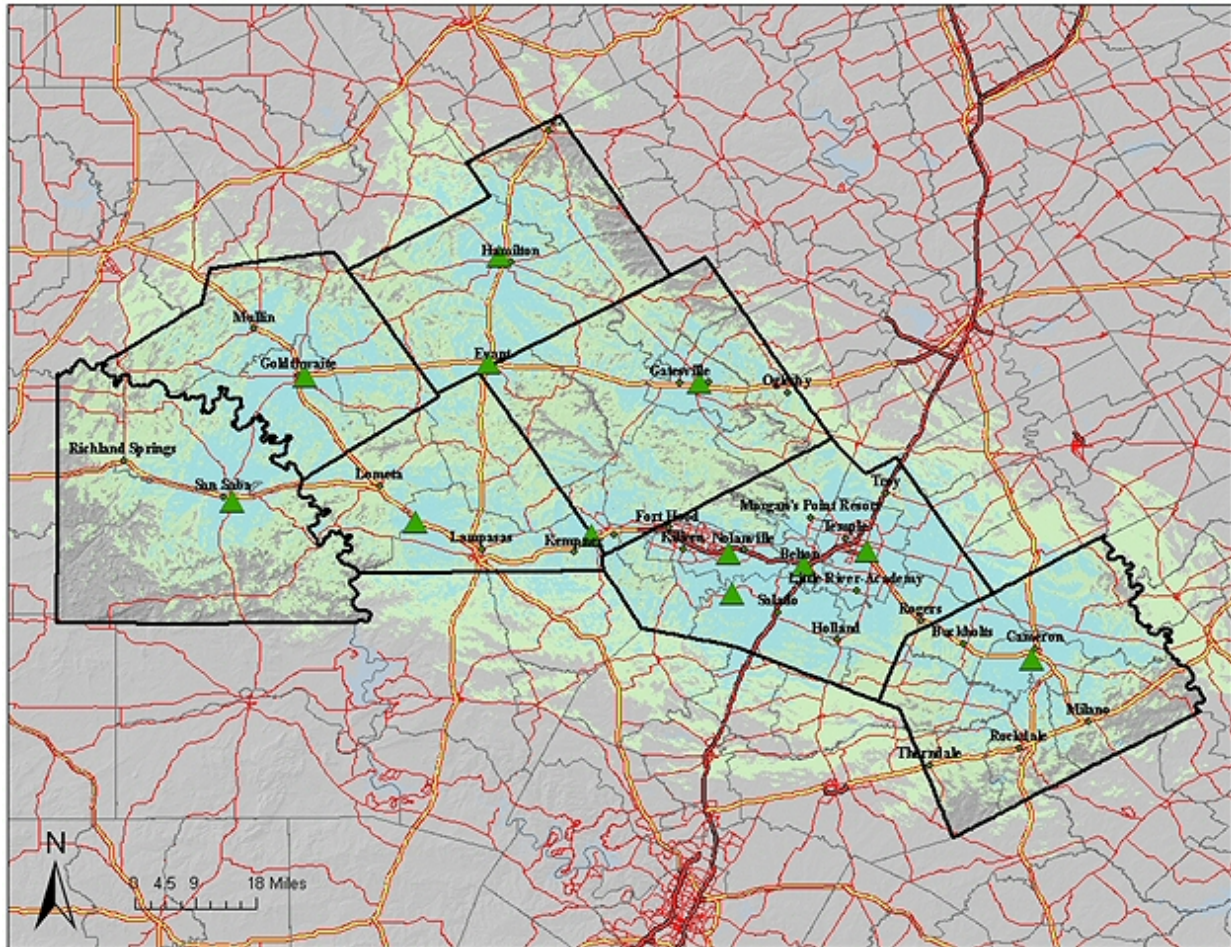 Hamilton
Mullin
Goldthwaite
Evant
Gatesville
Oglesby
Richland Springs
San Saba
Lometa
Troy
Morgan's Point Resort
Fort Hood
Temple
Lampasas
Kempner
Killeen
Nolanville
Belton
Little River-Academy
Salado
Rogers
Holland
Buckholts
Cameron
Milano
Rockdale
Thorndale
N
0 4.5 9 18 Miles